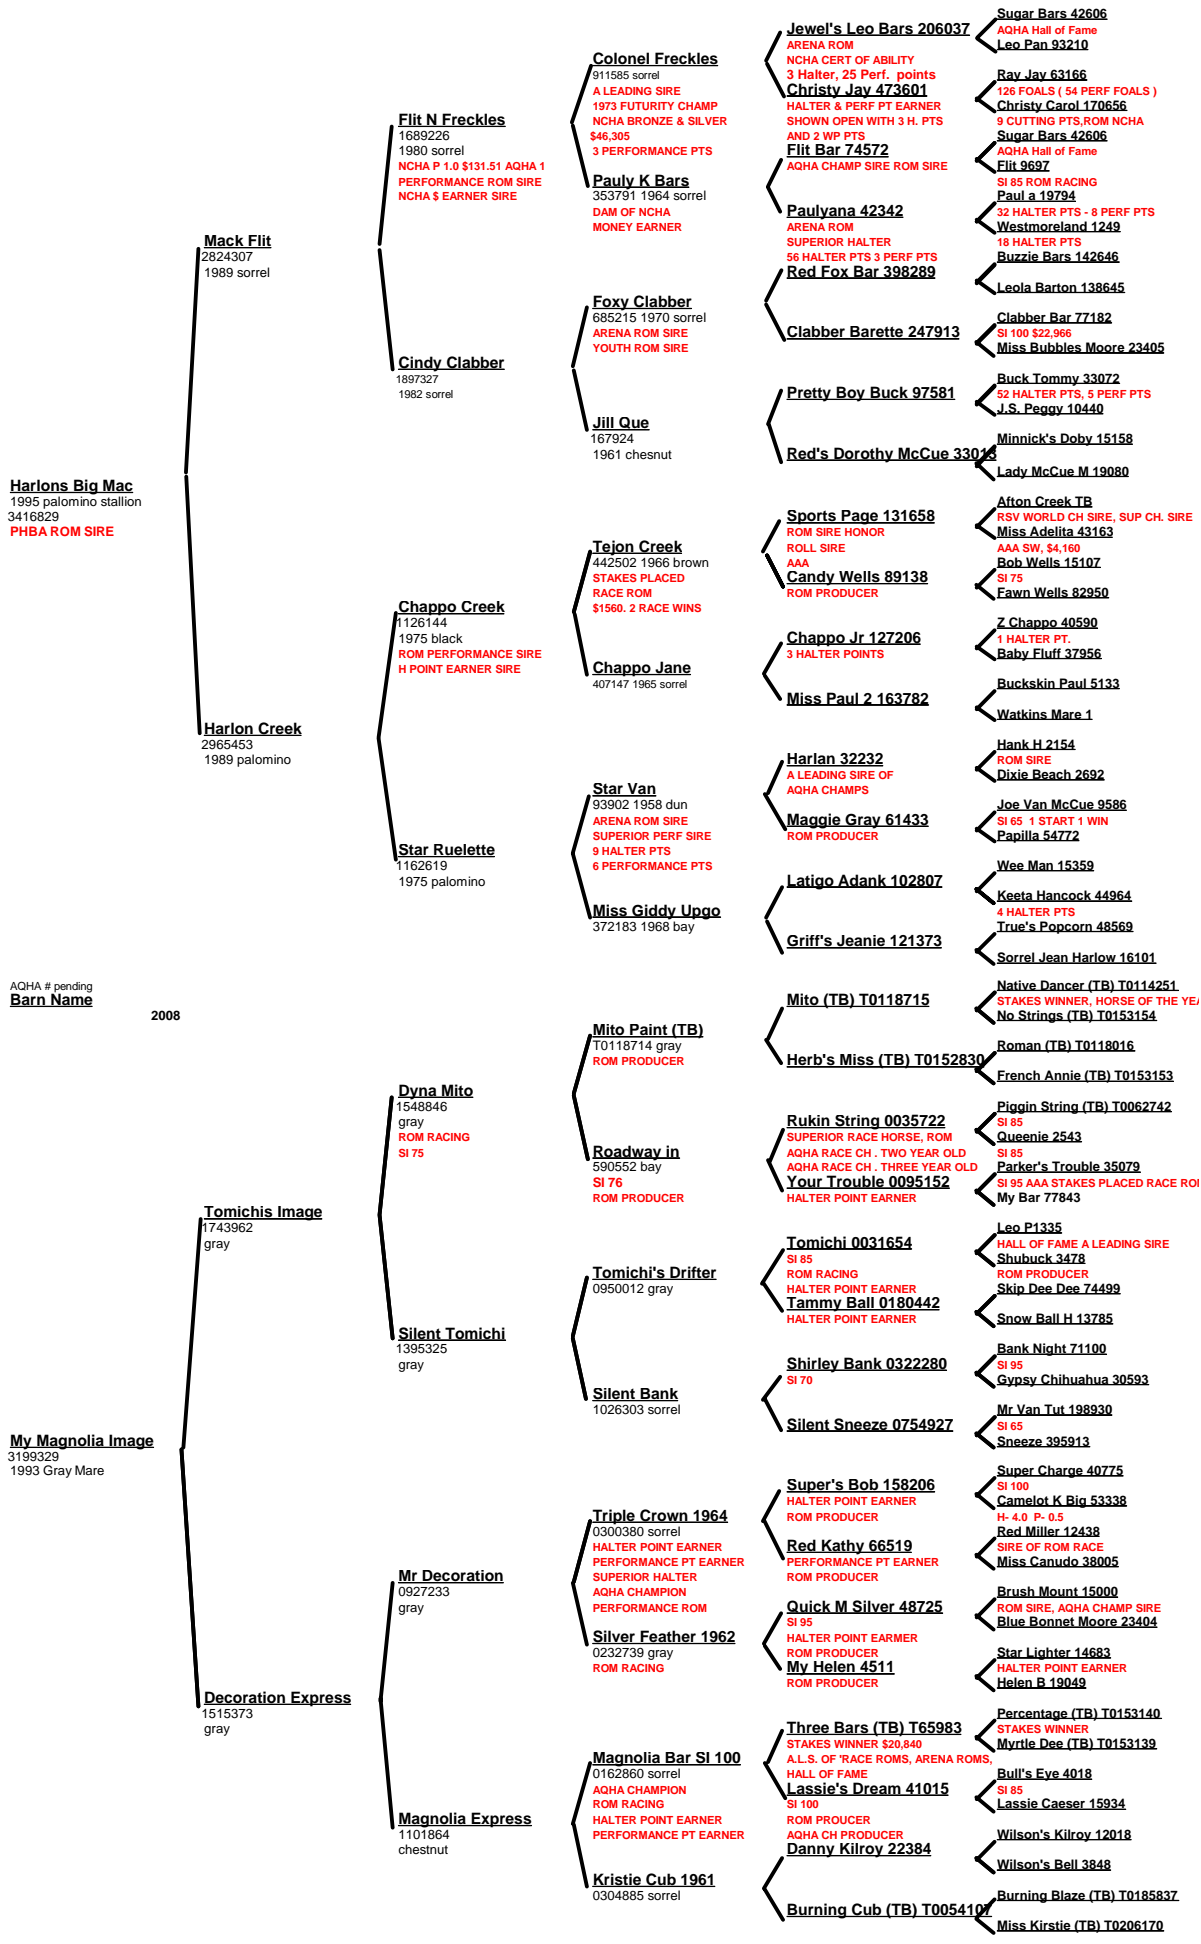 Harlons Big Mac
1995 palomino stallion
3416829
PHBA ROM SIRE
AQHA # pending
Barn Name
2008
My Magnolia Image
3199329
1993 Gray Mare
Mack Flit
2824307
1989 sorrel
Harlon Creek
2965453
1989 palomino
Tomichis Image
1743962
gray
Decoration Express
1515373
gray
Flit N Freckles
1689226
1980 sorrel
NCHA P 1.0 $131.51 AQHA 1
PERFORMANCE ROM SIRE
NCHA $ EARNER SIRE
Cindy Clabber
1897327
1982 sorrel
Chappo Creek
1126144
1975 black
ROM PERFORMANCE SIRE
H POINT EARNER SIRE
Star Ruelette
1162619
1975 palomino
Dyna Mito
1548846
gray
ROM RACING
SI 75
Silent Tomichi
1395325
gray
Mr Decoration
0927233
gray
Magnolia Express
1101864
chestnut
Colonel Freckles
911585 sorrel
A LEADING SIRE
1973 FUTURITY CHAMP
NCHA BRONZE & SILVER
$46,305
3 PERFORMANCE PTS
Pauly K Bars
353791 1964 sorrel
DAM OF NCHA
MONEY EARNER
Foxy Clabber
685215 1970 sorrel
ARENA ROM SIRE
YOUTH ROM SIRE
Jill Que
167924
1961 chesnut
Tejon Creek
442502 1966 brown
STAKES PLACED
RACE ROM
$1560. 2 RACE WINS
Chappo Jane
407147 1965 sorrel
Star Van
93902 1958 dun
ARENA ROM SIRE
SUPERIOR PERF SIRE
9 HALTER PTS
6 PERFORMANCE PTS
Miss Giddy Upgo
372183 1968 bay
Mito Paint (TB)
T0118714 gray
ROM PRODUCER
Roadway in
590552 bay
SI 76
ROM PRODUCER
Tomichi's Drifter
0950012 gray
Silent Bank
1026303 sorrel
Triple Crown 1964
0300380 sorrel
HALTER POINT EARNER
PERFORMANCE PT EARNER
SUPERIOR HALTER
AQHA CHAMPION
PERFORMANCE ROM
Silver Feather 1962
0232739 gray
ROM RACING
Magnolia Bar SI 100
0162860 sorrel
AQHA CHAMPION
ROM RACING
HALTER POINT EARNER
PERFORMANCE PT EARNER
Kristie Cub 1961
0304885 sorrel
Jewel's Leo Bars 206037
ARENA ROM
NCHA CERT OF ABILITY
3 Halter, 25 Perf. points
Christy Jay 473601
HALTER & PERF PT EARNER
SHOWN OPEN WITH 3 H. PTS
AND 2 WP PTS
Flit Bar 74572
AQHA CHAMP SIRE ROM SIRE
Paulyana 42342
ARENA ROM
SUPERIOR HALTER
56 HALTER PTS 3 PERF PTS
Red Fox Bar 398289
Clabber Barette 247913
Pretty Boy Buck 97581
Red's Dorothy McCue 33013
Sports Page 131658
ROM SIRE HONOR
ROLL SIRE
AAA
Candy Wells 89138
ROM PRODUCER
Chappo Jr 127206
3 HALTER POINTS
Miss Paul 2 163782
Harlan 32232
A LEADING SIRE OF
AQHA CHAMPS
Maggie Gray 61433
ROM PRODUCER
Latigo Adank 102807
Griff's Jeanie 121373
Mito (TB) T0118715
Herb's Miss (TB) T0152830
Rukin String 0035722
SUPERIOR RACE HORSE, ROM
AQHA RACE CH . TWO YEAR OLD
AQHA RACE CH . THREE YEAR OLD
Your Trouble 0095152
HALTER POINT EARNER
Tomichi 0031654
SI 85
ROM RACING
HALTER POINT EARNER
Tammy Ball 0180442
HALTER POINT EARNER
Shirley Bank 0322280
SI 70
Silent Sneeze 0754927
Super's Bob 158206
HALTER POINT EARNER
ROM PRODUCER
Red Kathy 66519
PERFORMANCE PT EARNER
ROM PRODUCER
Quick M Silver 48725
SI 95
HALTER POINT EARMER
ROM PRODUCER
My Helen 4511
ROM PRODUCER
Three Bars (TB) T65983
STAKES WINNER $20,840
A.L.S. OF 'RACE ROMS, ARENA ROMS,
HALL OF FAME
Lassie's Dream 41015
SI 100
ROM PROUCER
AQHA CH PRODUCER
Danny Kilroy 22384
Burning Cub (TB) T0054107
Sugar Bars 42606
AQHA Hall of Fame
Leo Pan 93210
Ray Jay 63166
126 FOALS ( 54 PERF FOALS )
Christy Carol 170656
9 CUTTING PTS,ROM NCHA
Sugar Bars 42606
AQHA Hall of Fame
Flit 9697
SI 85 ROM RACING
Paul a 19794
32 HALTER PTS - 8 PERF PTS
Westmoreland 1249
18 HALTER PTS
Buzzie Bars 142646
Leola Barton 138645
Clabber Bar 77182
SI 100 $22,966
Miss Bubbles Moore 23405
Buck Tommy 33072
52 HALTER PTS, 5 PERF PTS
J.S. Peggy 10440
Minnick's Doby 15158
Lady McCue M 19080
Afton Creek TB
RSV WORLD CH SIRE, SUP CH. SIRE
Miss Adelita 43163
AAA SW, $4,160
Bob Wells 15107
SI 75
Fawn Wells 82950
Z Chappo 40590
1 HALTER PT.
Baby Fluff 37956
Buckskin Paul 5133
Watkins Mare 1
Hank H 2154
ROM SIRE
Dixie Beach 2692
Joe Van McCue 9586
SI 65 1 START 1 WIN
Papilla 54772
Wee Man 15359
Keeta Hancock 44964
4 HALTER PTS
True's Popcorn 48569
Sorrel Jean Harlow 16101
Native Dancer (TB) T0114251
STAKES WINNER, HORSE OF THE YEA
No Strings (TB) T0153154
Roman (TB) T0118016
French Annie (TB) T0153153
Piggin String (TB) T0062742
SI 85
Queenie 2543
SI 85
Parker's Trouble 35079
SI 95 AAA STAKES PLACED RACE ROI
My Bar 77843
Leo P1335
HALL OF FAME A LEADING SIRE
Shubuck 3478
ROM PRODUCER
Skip Dee Dee 74499
Snow Ball H 13785
Bank Night 71100
SI 95
Gypsy Chihuahua 30593
Mr Van Tut 198930
SI 65
Sneeze 395913
Super Charge 40775
SI 100
Camelot K Big 53338
H- 4.0 P- 0.5
Red Miller 12438
SIRE OF ROM RACE
Miss Canudo 38005
Brush Mount 15000
ROM SIRE, AQHA CHAMP SIRE
Blue Bonnet Moore 23404
Star Lighter 14683
HALTER POINT EARNER
Helen B 19049
Percentage (TB) T0153140
STAKES WINNER
Myrtle Dee (TB) T0153139
Bull's Eye 4018
SI 85
Lassie Caeser 15934
Wilson's Kilroy 12018
Wilson's Bell 3848
Burning Blaze (TB) T0185837
Miss Kirstie (TB) T0206170